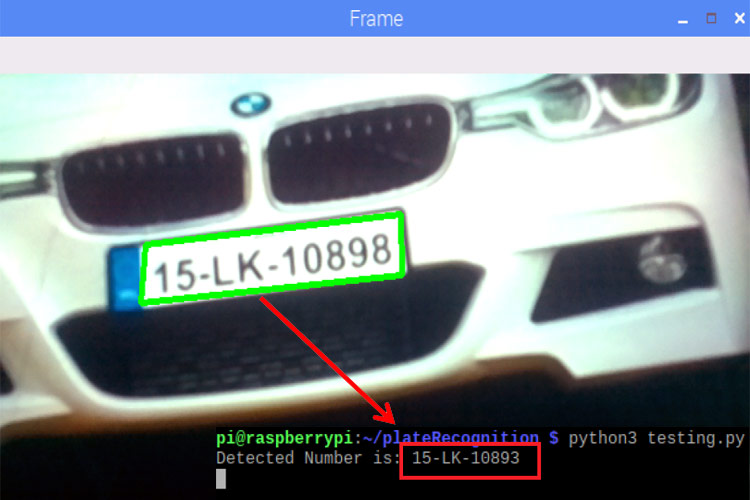 Frame
15-LK-10898
pi@raspberrypi:~/plateRecognition $ python3 testing.py
Detected Number is: 15-LK-10893